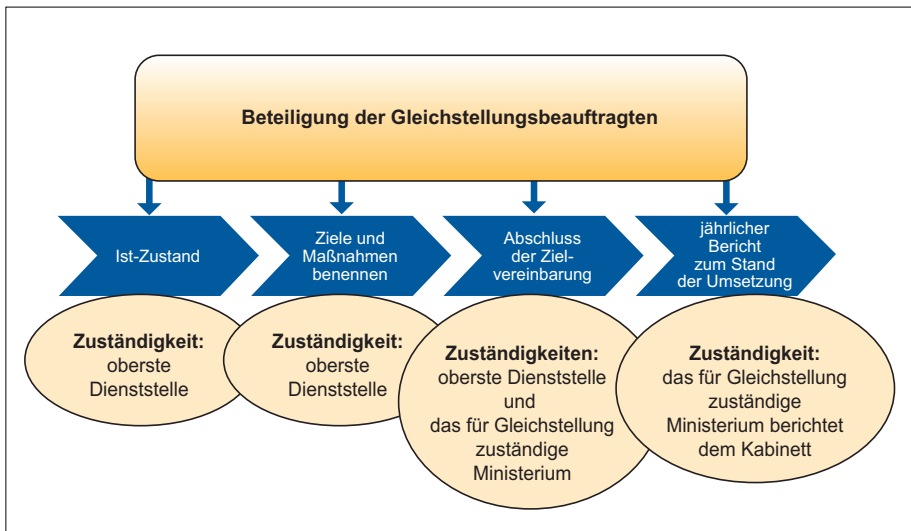 Beteiligung der Gleichstellungsbeauftragten
Ist-Zustand
Ziele und
Maßnahmen
benennen
Abschluss
der Ziel-
vereinbarung
jährlicher
Bericht
zum Stand
der Umsetzung
Zuständigkeit:
oberste
Dienststelle
Zuständigkeit:
oberste
Dienststelle
Zuständigkeiten:
oberste Dienststelle
und
das für Gleichstellung
zuständige
Ministerium
Zuständigkeit:
das für Gleichstellung
zuständige
Ministerium berichtet
dem Kabinett